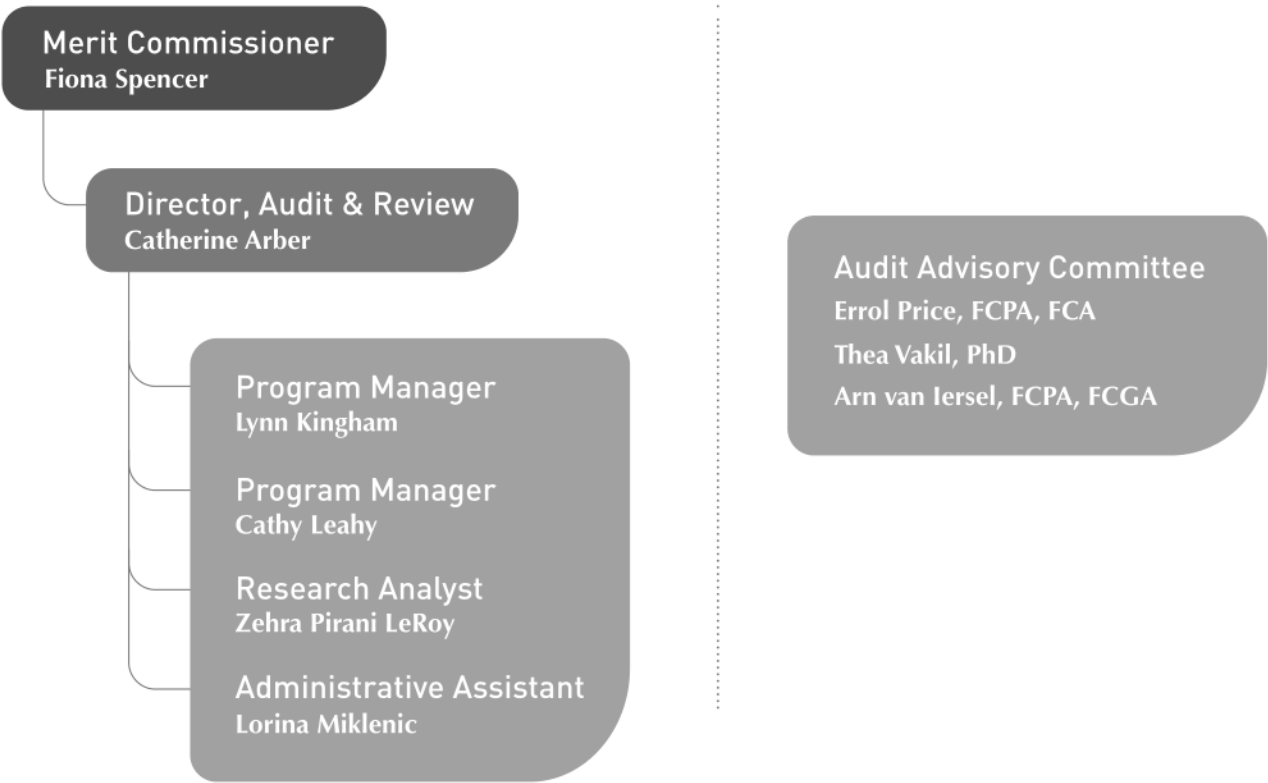 Merit Commissioner
Fiona Spencer
Director, Audit & Review
Catherine Arber
Program Manager
Lynn Kingham
Program Manager
Cathy Leahy
Research Analyst
Zehra Pirani LeRoy
Administrative Assistant
Lorina Miklenic
Audit Advisory Committee
Errol Price, FCPA, FCA
Thea Vakil, PhD
Arn van Iersel, FCPA, FCGA